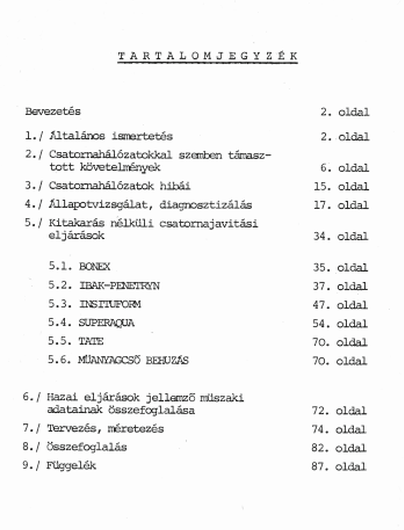 TARTALOMJEGYZÉK
Bevezetés 2. oldal
1./ Általános ismertetés 2. oldal
2./ Csatornahálózatokkal szemben támasz-
tott követelmények 6. oldal
3./ Csatornahálózatok hibái 15. oldal
4./ Állapotvizsgálat, diagnosztizálás 17. oldal
5./ Kitakarás nélküli csatornajavitási
eljárások 34. oldal
5.1. BONEX 35. oldal
5.2. IBAK-PENETRYN 37. oldal
5.3. INSITUFORM 47. oldal
5.4. SUPERAQUA 54. oldal
5.5. TATE 70. oldal
5.6. MŰANYAGCSŐ BEHUZÁS 70. oldal
6./ Hazai eljárások jellemző műszaki
adatainak összefoglalása 72. oldal
7./ Tervezés, méretezés 74. oldal
8./ Összefoglalás 82. oldal
9./ Függelék 87. oldal